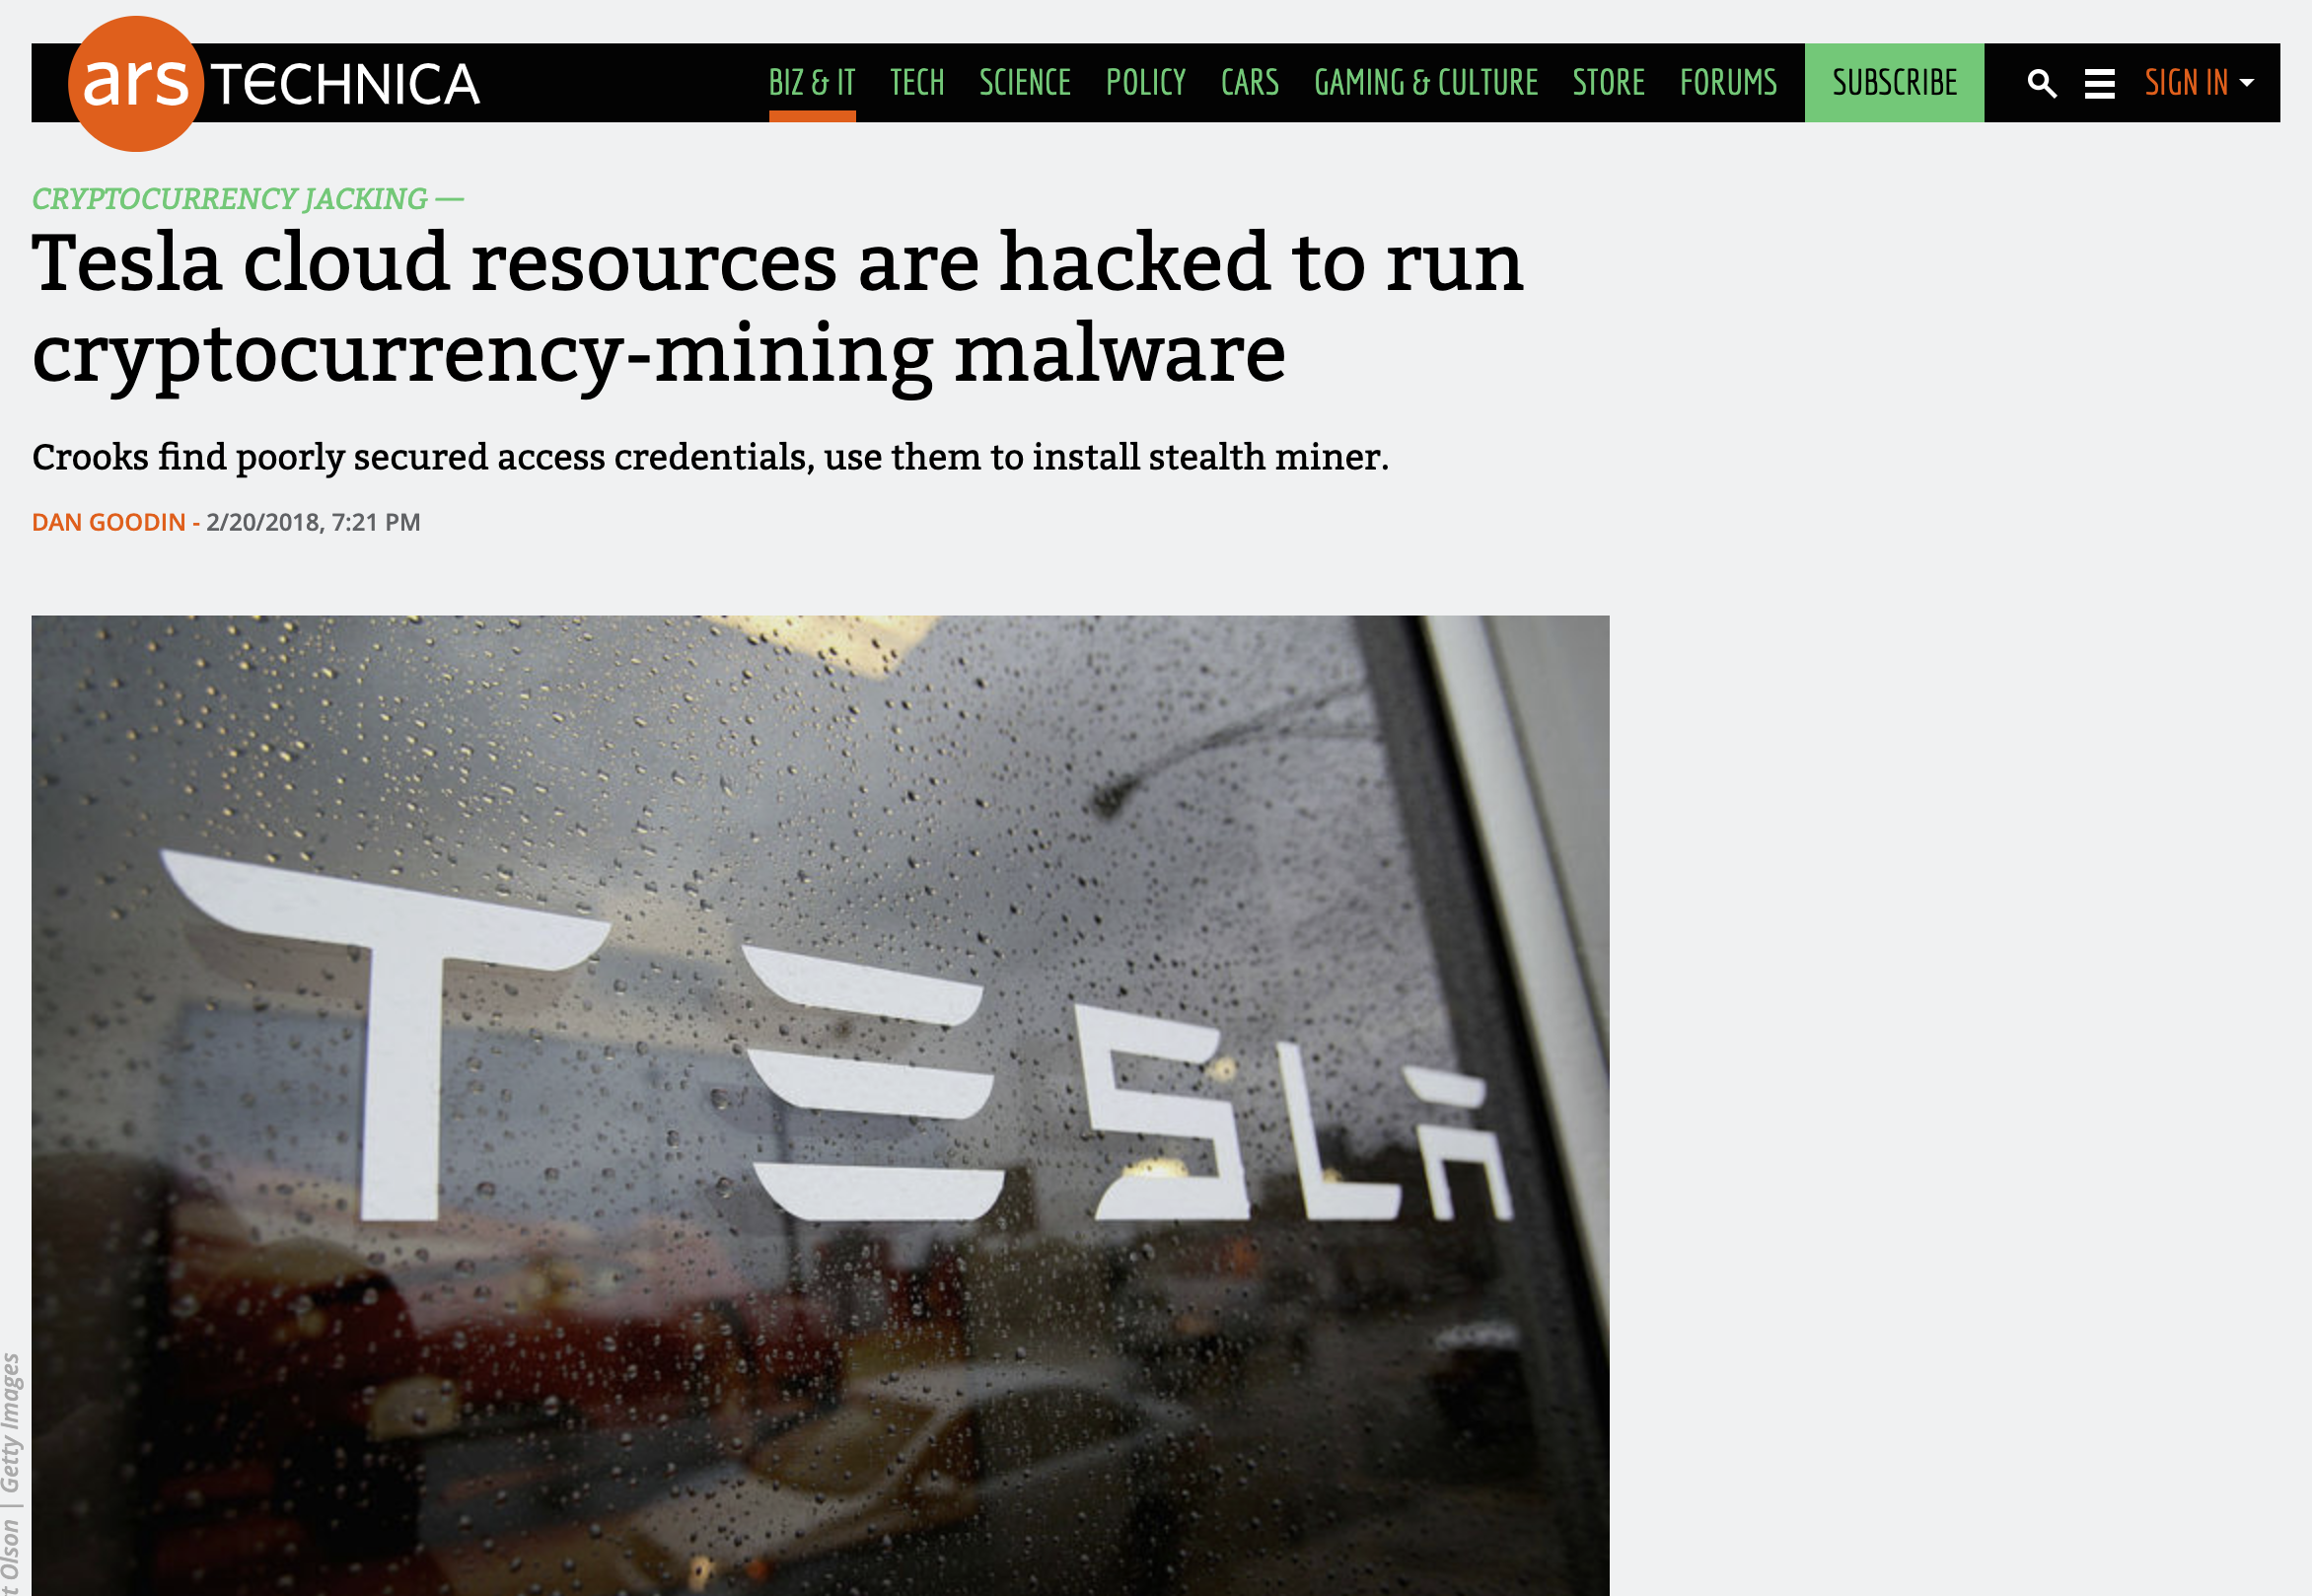 ars TECHNICA
BIZ & IT TECH SCIENCE POLICY CARS GAMING & CULTURE STORE FORUMS SUBSCRIBE SIGN IN
CRYPTOCURRENCY JACKING —
Tesla cloud resources are hacked to run
cryptocurrency-mining malware
Crooks find poorly secured access credentials, use them to install stealth miner.
DAN GOODIN - 2/20/2018, 7:21 PM
TESLA
Olson | Getty Images